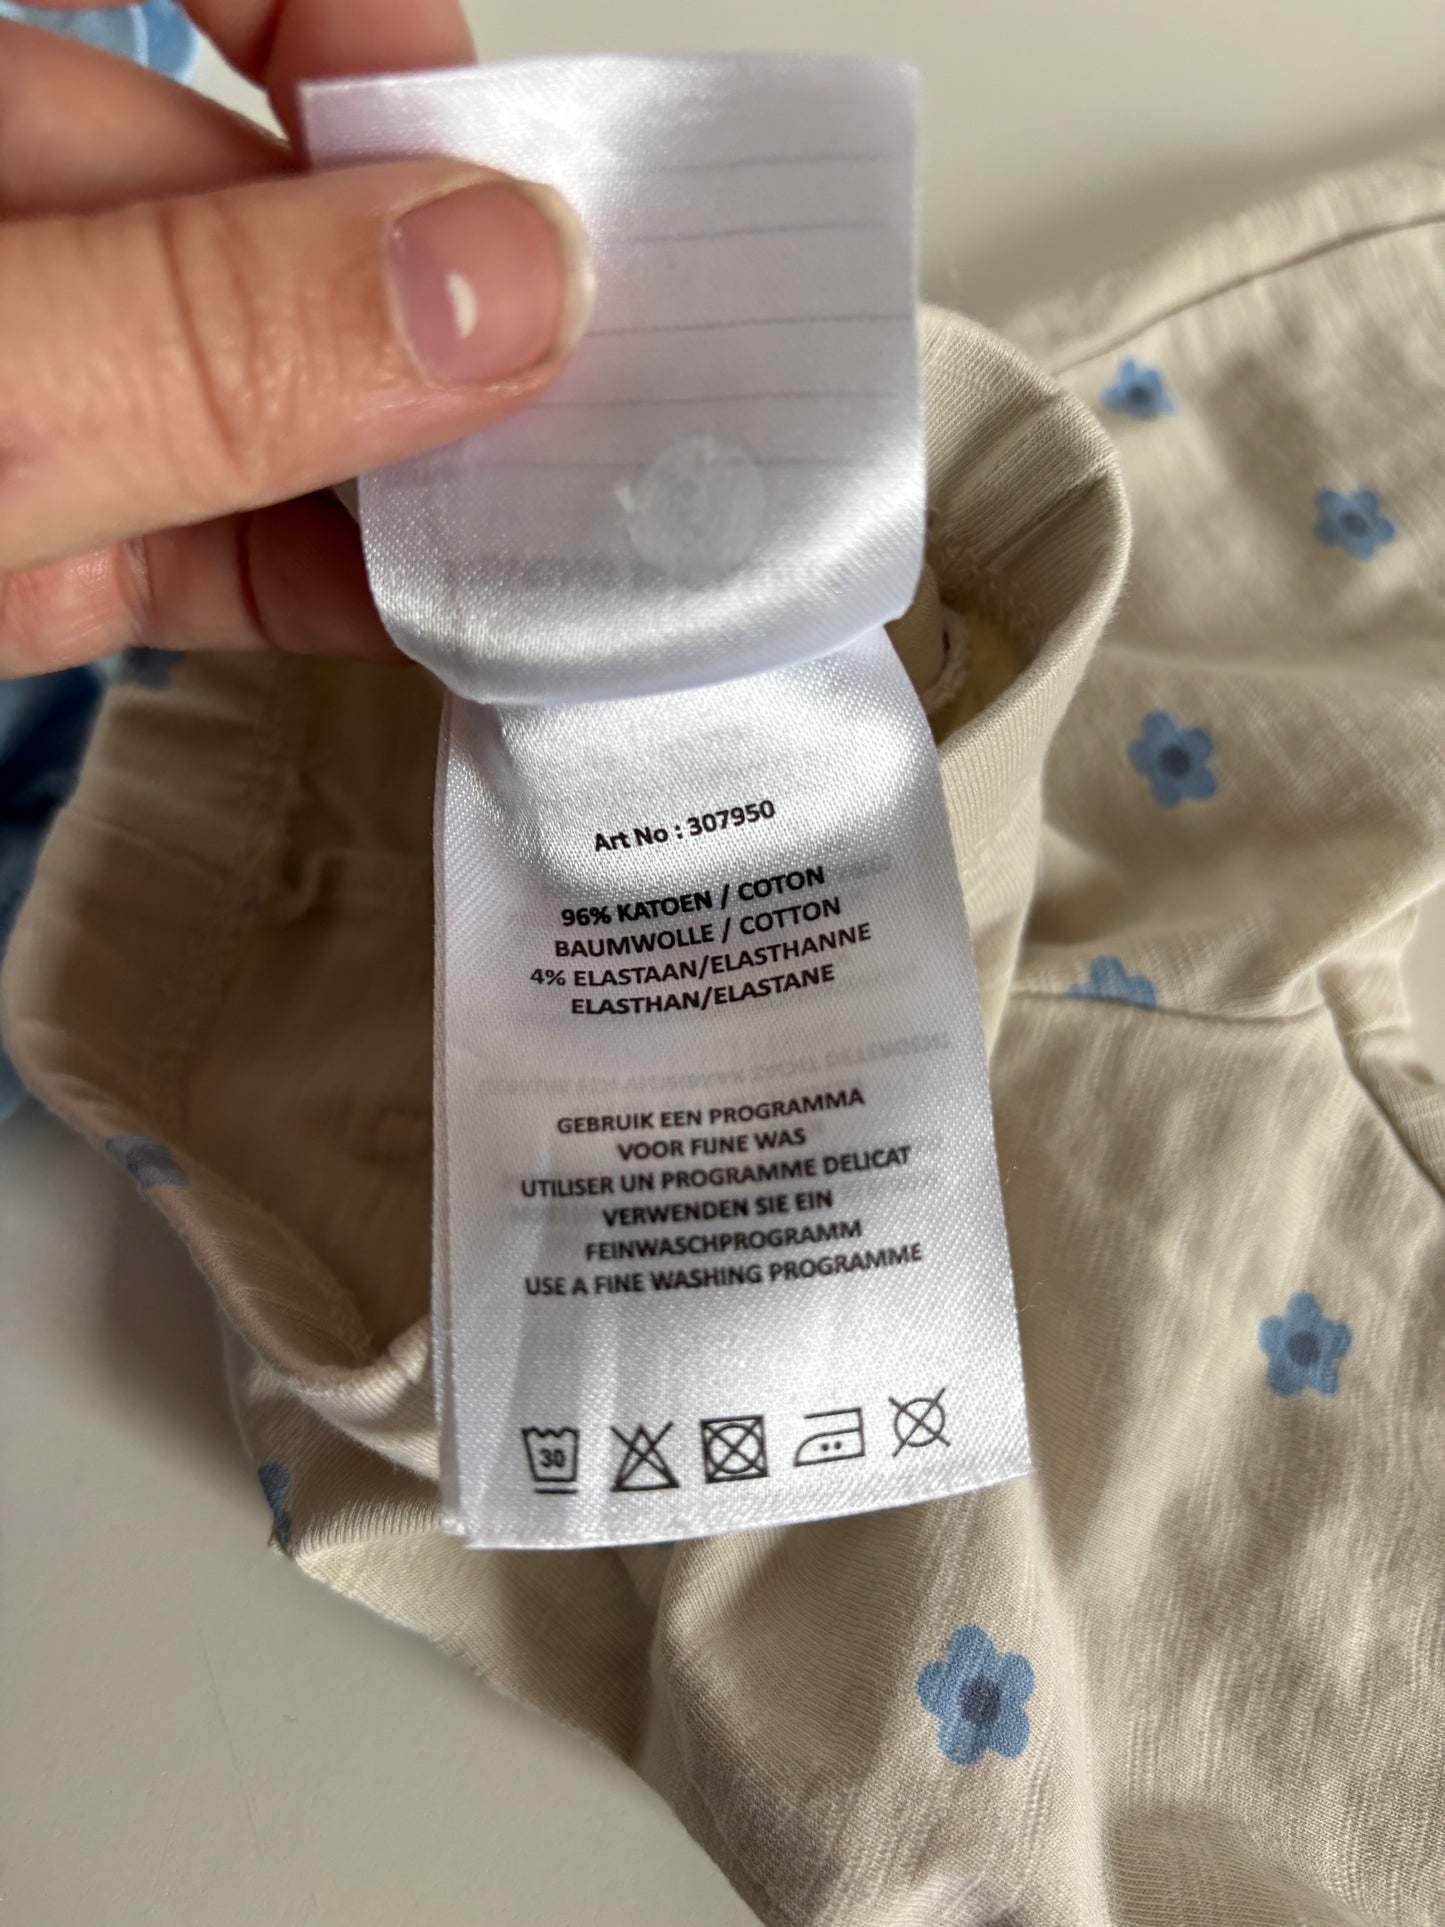 Art No : 307950
96% KATOEN / COTON
BAUMWOLLE / COTTON
4% ELASTAAN/ELASTHANNE
ELASTHAN/ELASTANE
GEBRUIK EEN PROGRAMMA
VOOR FIJNE WAS
UTILISER UN PROGRAMME DELICAT
VERWENDEN SIE EIN
FEINWASCHPROGRAMM
USE A FINE WASHING PROGRAMME
30